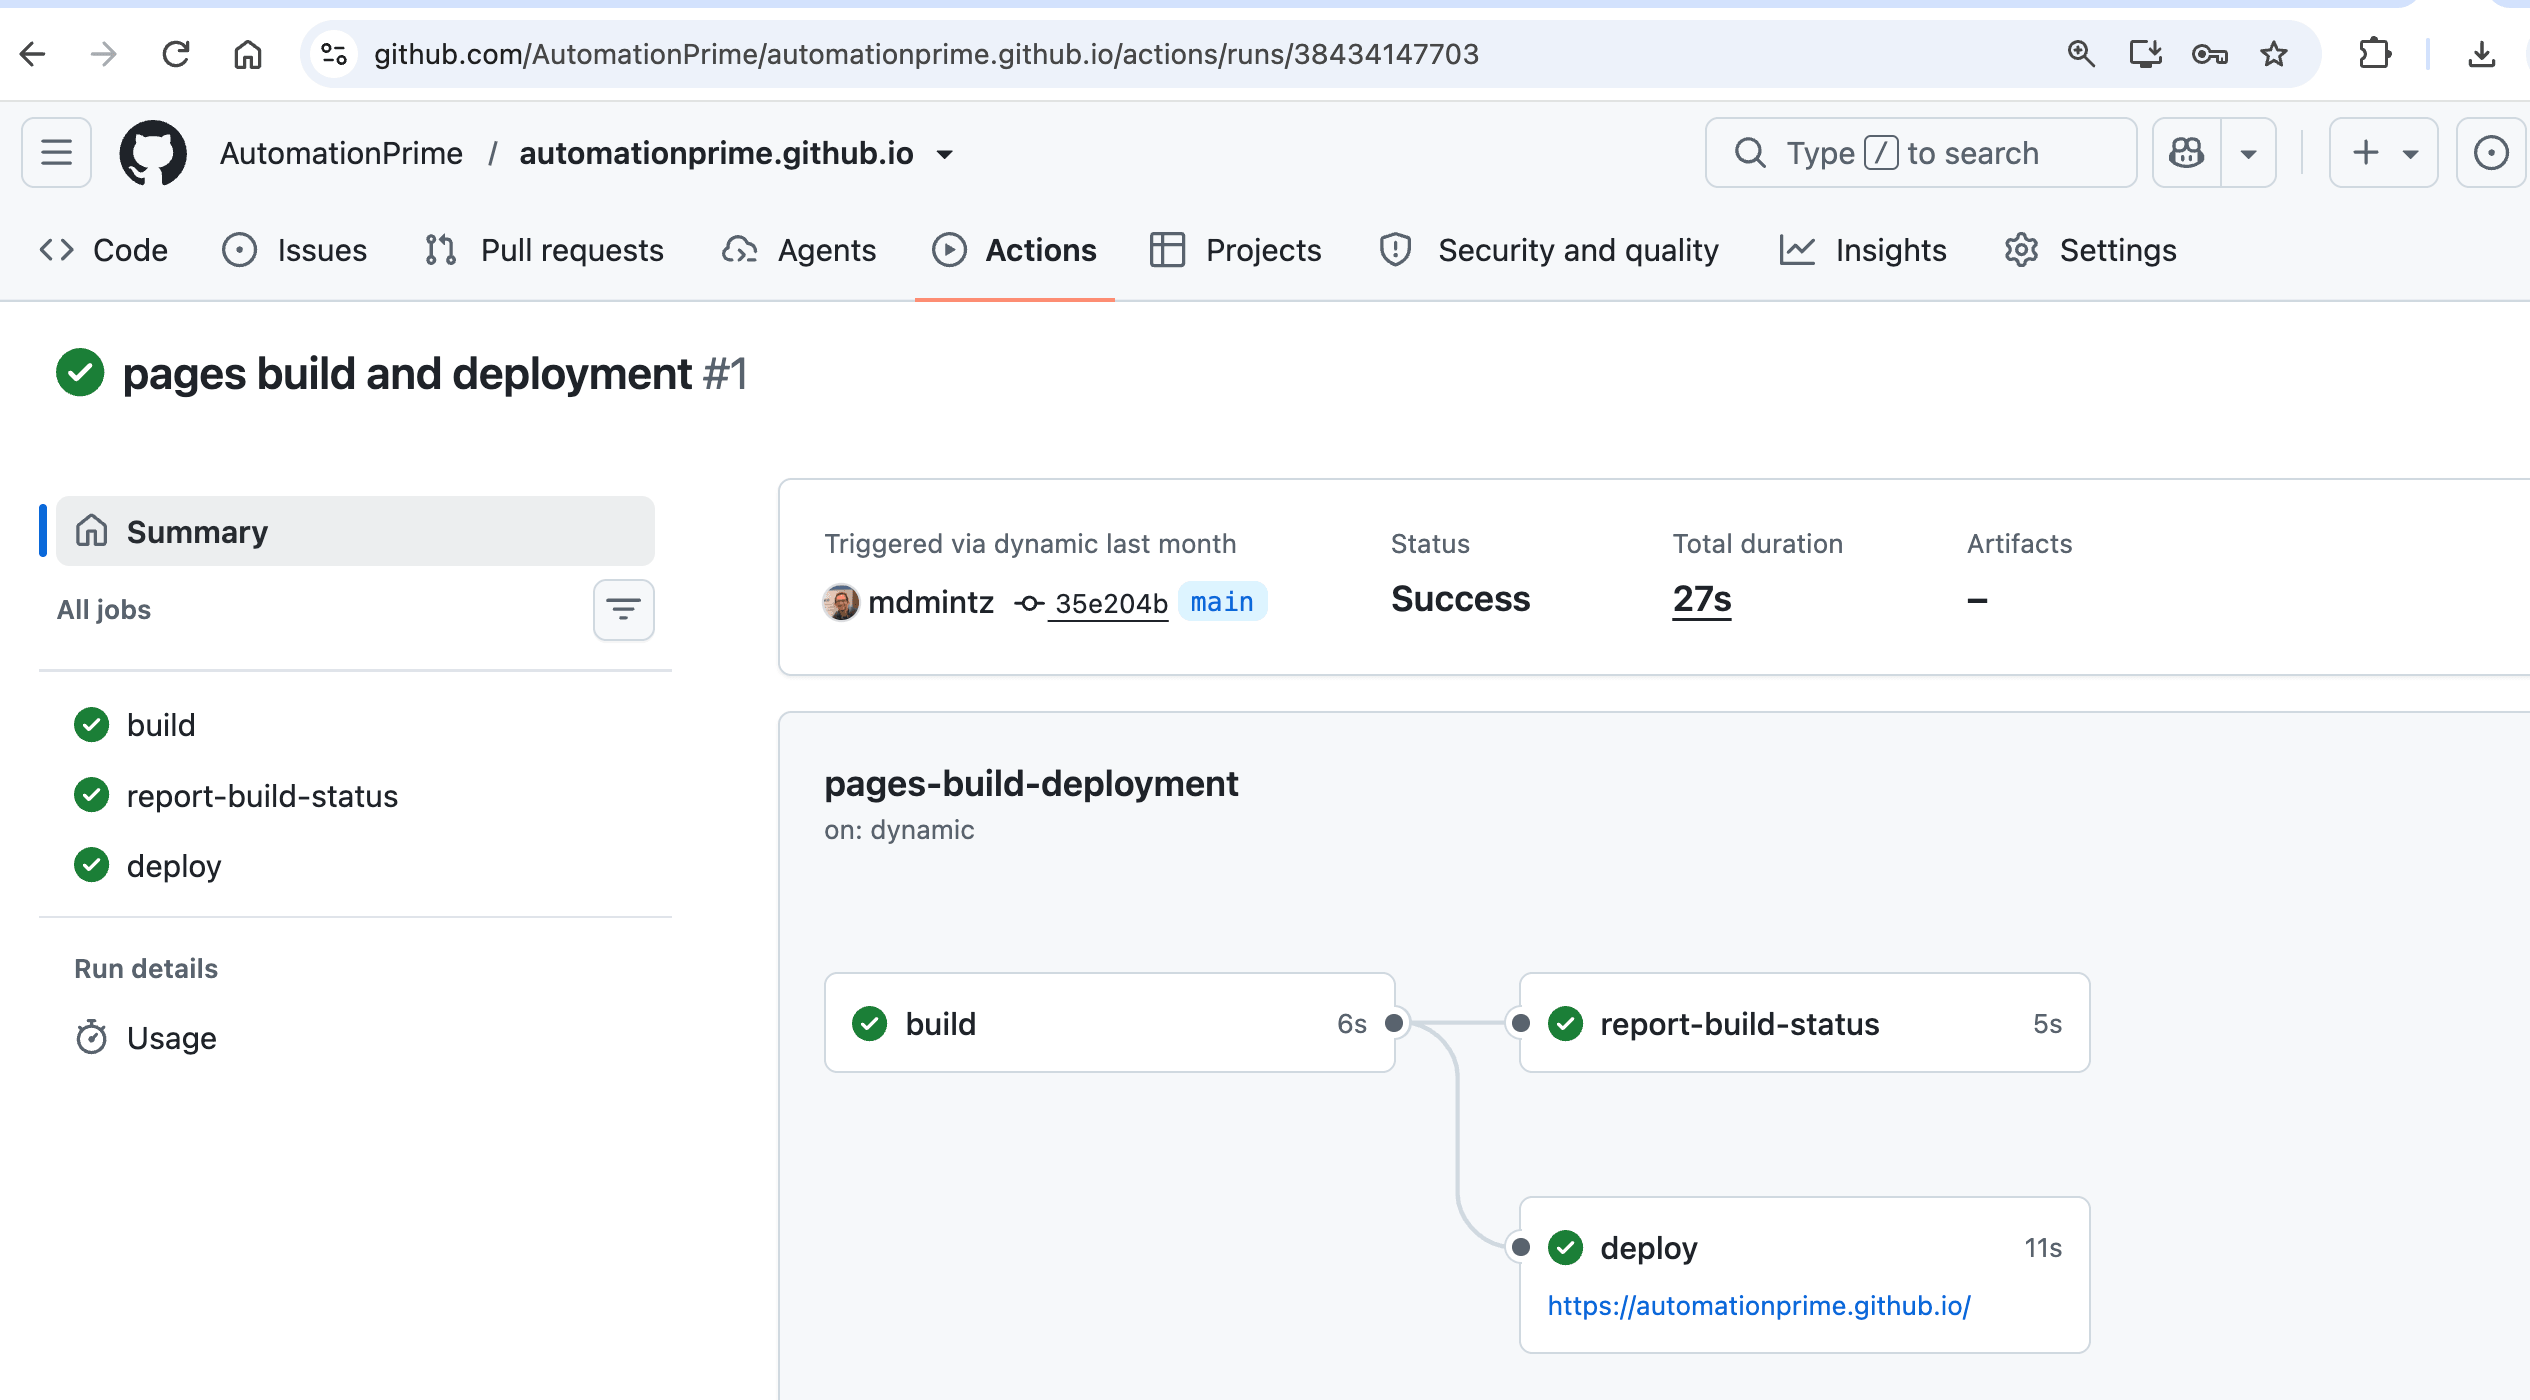 github.com/AutomationPrime/automationprime.github.io/actions/runs/38434147703
AutomationPrime / automationprime.github.io
Type / to search
Code Issues Pull requests Agents Actions Projects Security and quality Insights Settings
pages build and deployment #1
Summary
All jobs
build
report-build-status
deploy
Run details
Usage
Triggered via dynamic last month
mdmintz 35e204b main
Status
Success
Total duration
27s
Artifacts
–
pages-build-deployment
on: dynamic
build 6s
report-build-status 5s
deploy 11s
https://automationprime.github.io/